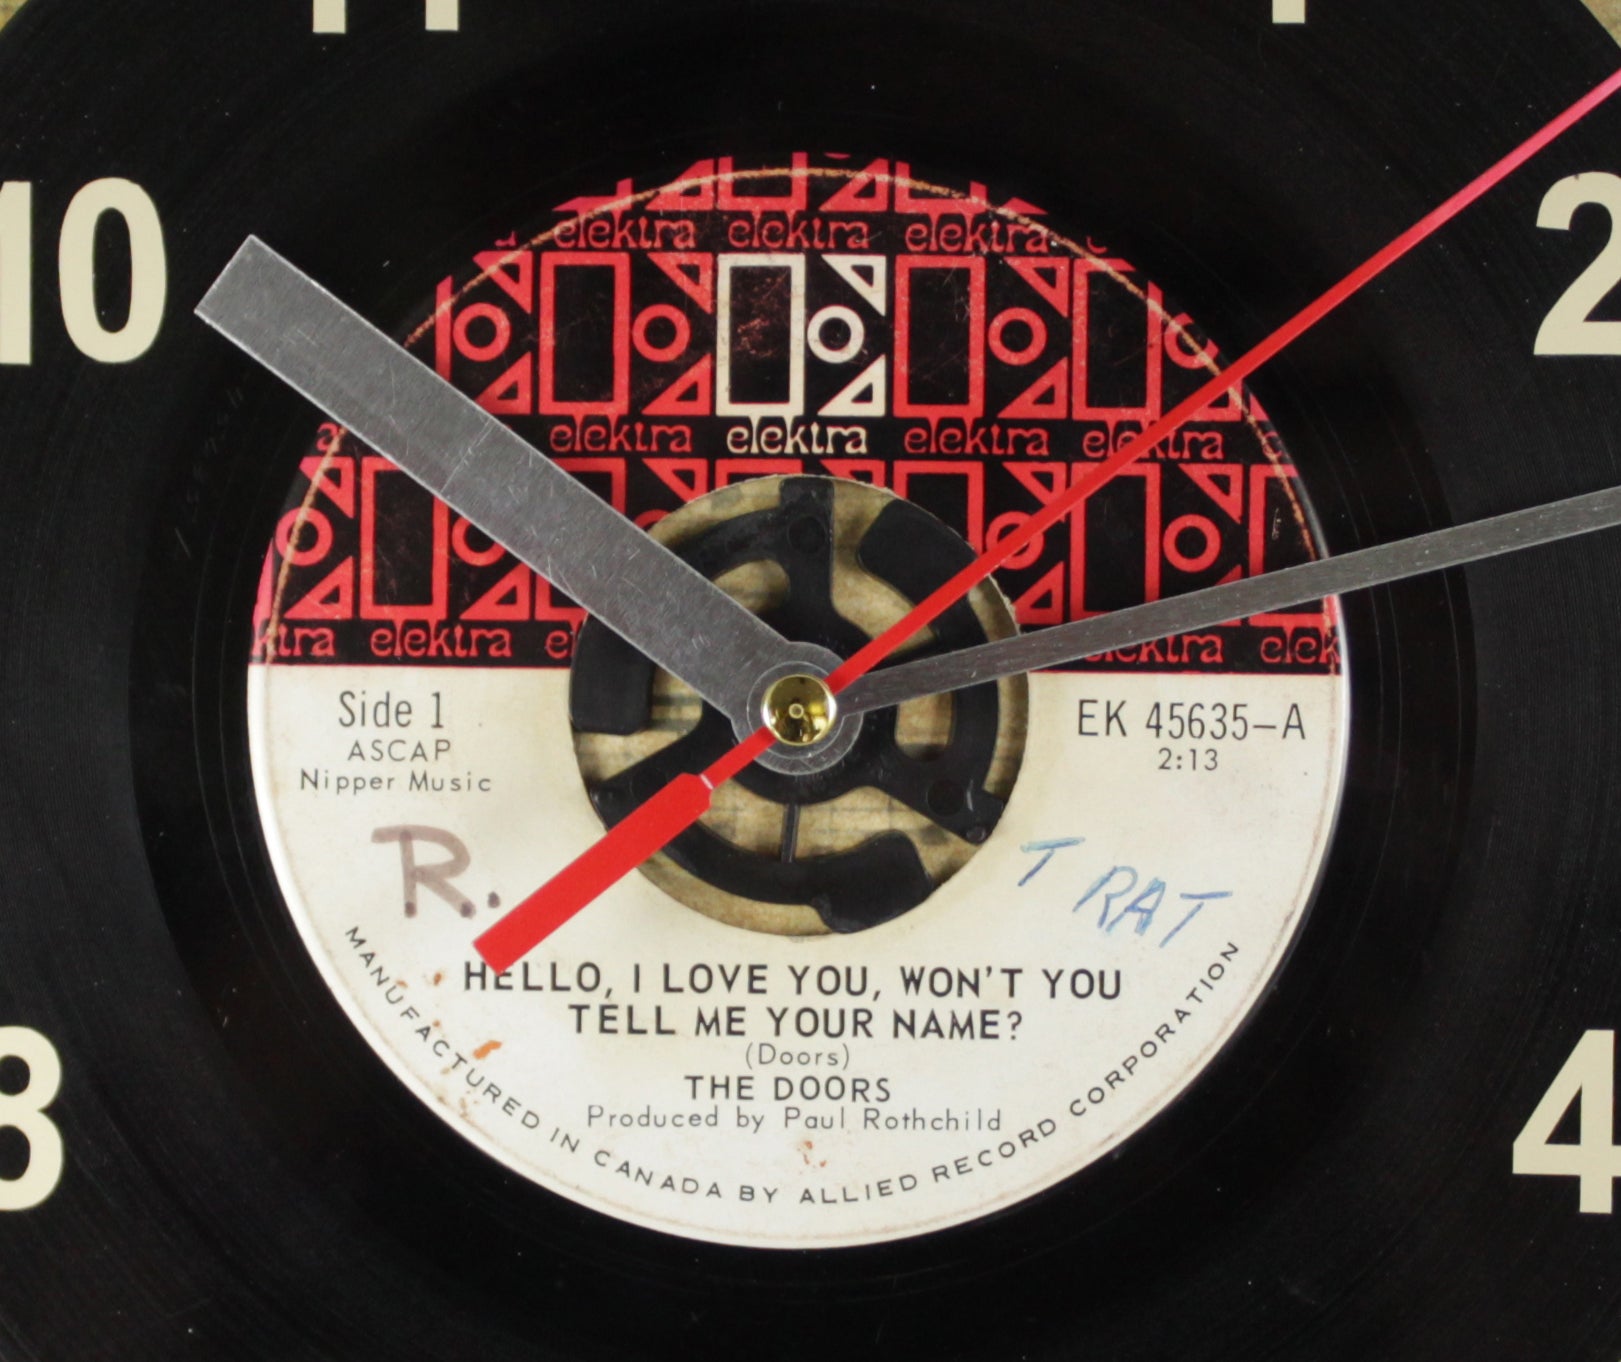 10
2
elektra elektra elektra
elektra elektra elektra elektra
elektra elektra
Side 1
ASCAP
Nipper Music
EK 45635-A
2:13
R.
T RAT
HELLO, I LOVE YOU, WON'T YOU
TELL ME YOUR NAME?
(Doors)
THE DOORS
Produced by Paul Rothchild
MANUFACTURED IN CANADA BY ALLIED RECORD CORPORATION
8
4